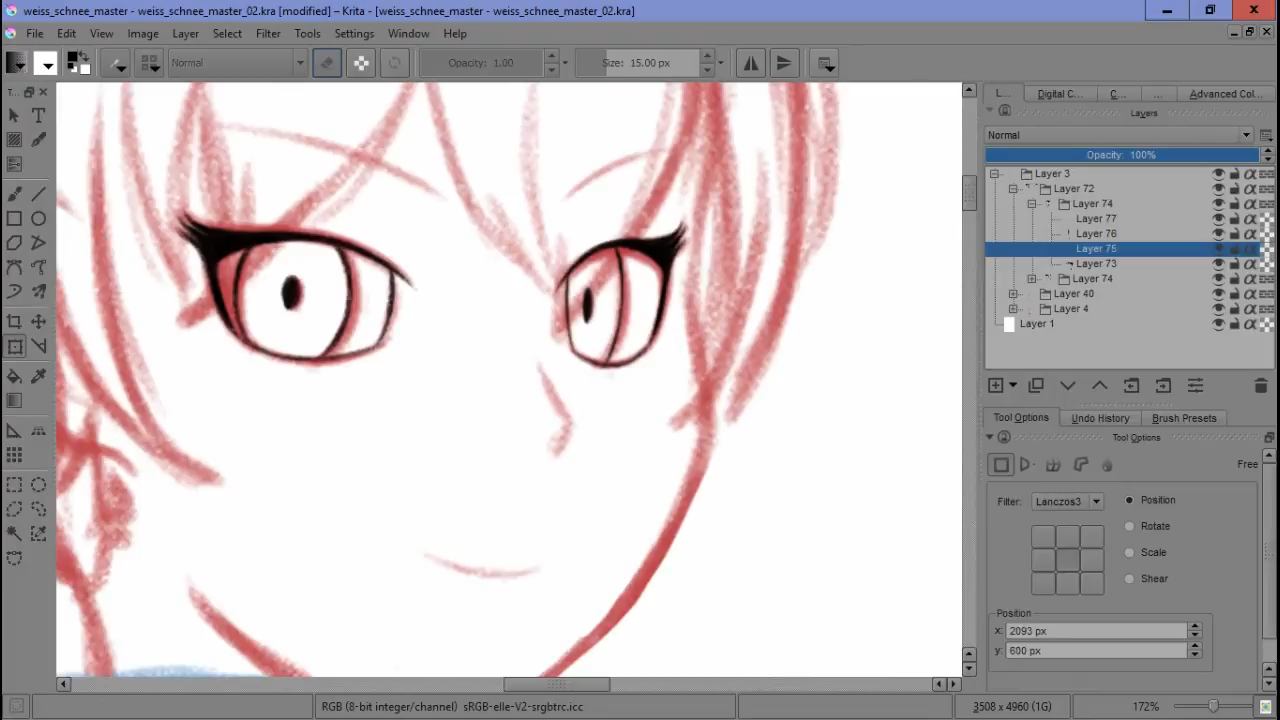 weiss_schnee_master - weiss_schnee_master_02.kra [modified] – Krita - [weiss_schnee_master - weiss_schnee_master_02.kra]
File Edit View Image Layer Select Filter Tools Settings Window Help
Normal Opacity: 1.00 Size: 15.00 px
T... L... Digital C... C... ... Advanced Col...
Layers
Normal
Opacity: 100%
Layer 3
Layer 72
Layer 74
Layer 77
Layer 76
Layer 75
Layer 73
Layer 74
Layer 40
Layer 4
Layer 1
Tool Options Undo History Brush Presets
Tool Options
Free
Filter: Lanczos3 Position
Rotate
Scale
Shear
Position
x: 2093 px
y: 600 px
RGB (8-bit integer/channel) sRGB-elle-V2-srgbtrc.icc 3508 x 4960 (1G) 172%